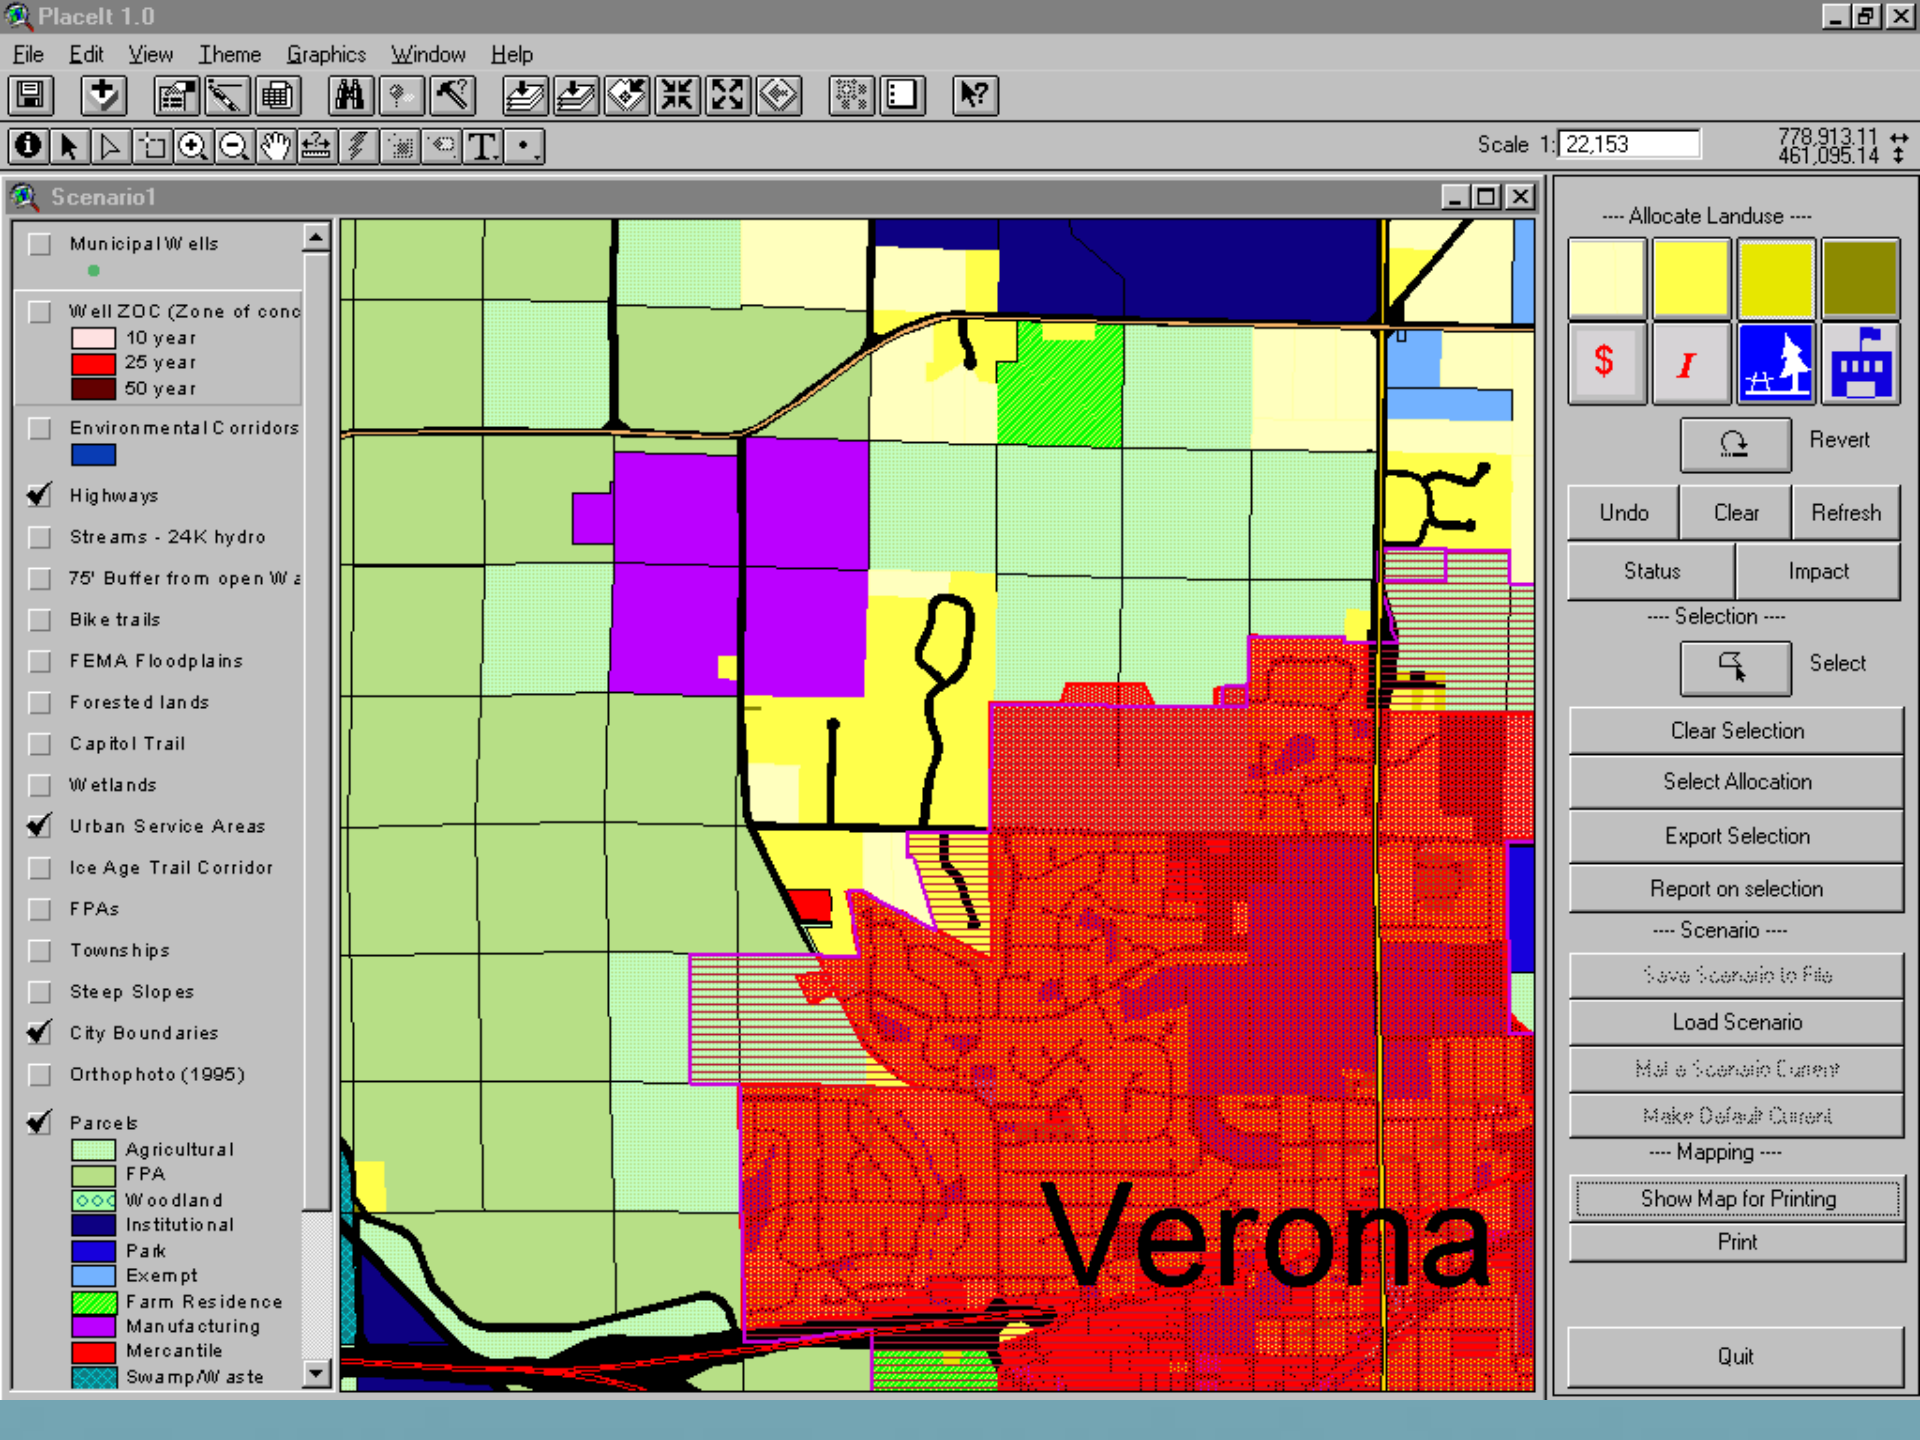 PlaceIt 1.0
File Edit View Theme Graphics Window Help
Scale 1: 22,153
778,913.11
461,095.14
Scenario1
Municipal Wells
Well ZOC (Zone of conc
10 year
25 year
50 year
Environmental Corridors
Highways
Streams - 24K hydro
75' Buffer from open Wa
Bike trails
FEMA Floodplains
Forested lands
Capitol Trail
Wetlands
Urban Service Areas
Ice Age Trail Corridor
FPAs
Townships
Steep Slopes
City Boundaries
Orthophoto (1995)
Parcels
Agricultural
FPA
Woodland
Institutional
Park
Exempt
Farm Residence
Manufacturing
Mercantile
Swamp/Waste
Verona
---- Allocate Landuse ----
$ I
Revert
Undo Clear Refresh
Status Impact
---- Selection ----
Select
Clear Selection
Select Allocation
Export Selection
Report on selection
---- Scenario ----
Save Scenario to File
Load Scenario
Make Scenario Current
Make Default Current
---- Mapping ----
Show Map for Printing
Print
Quit